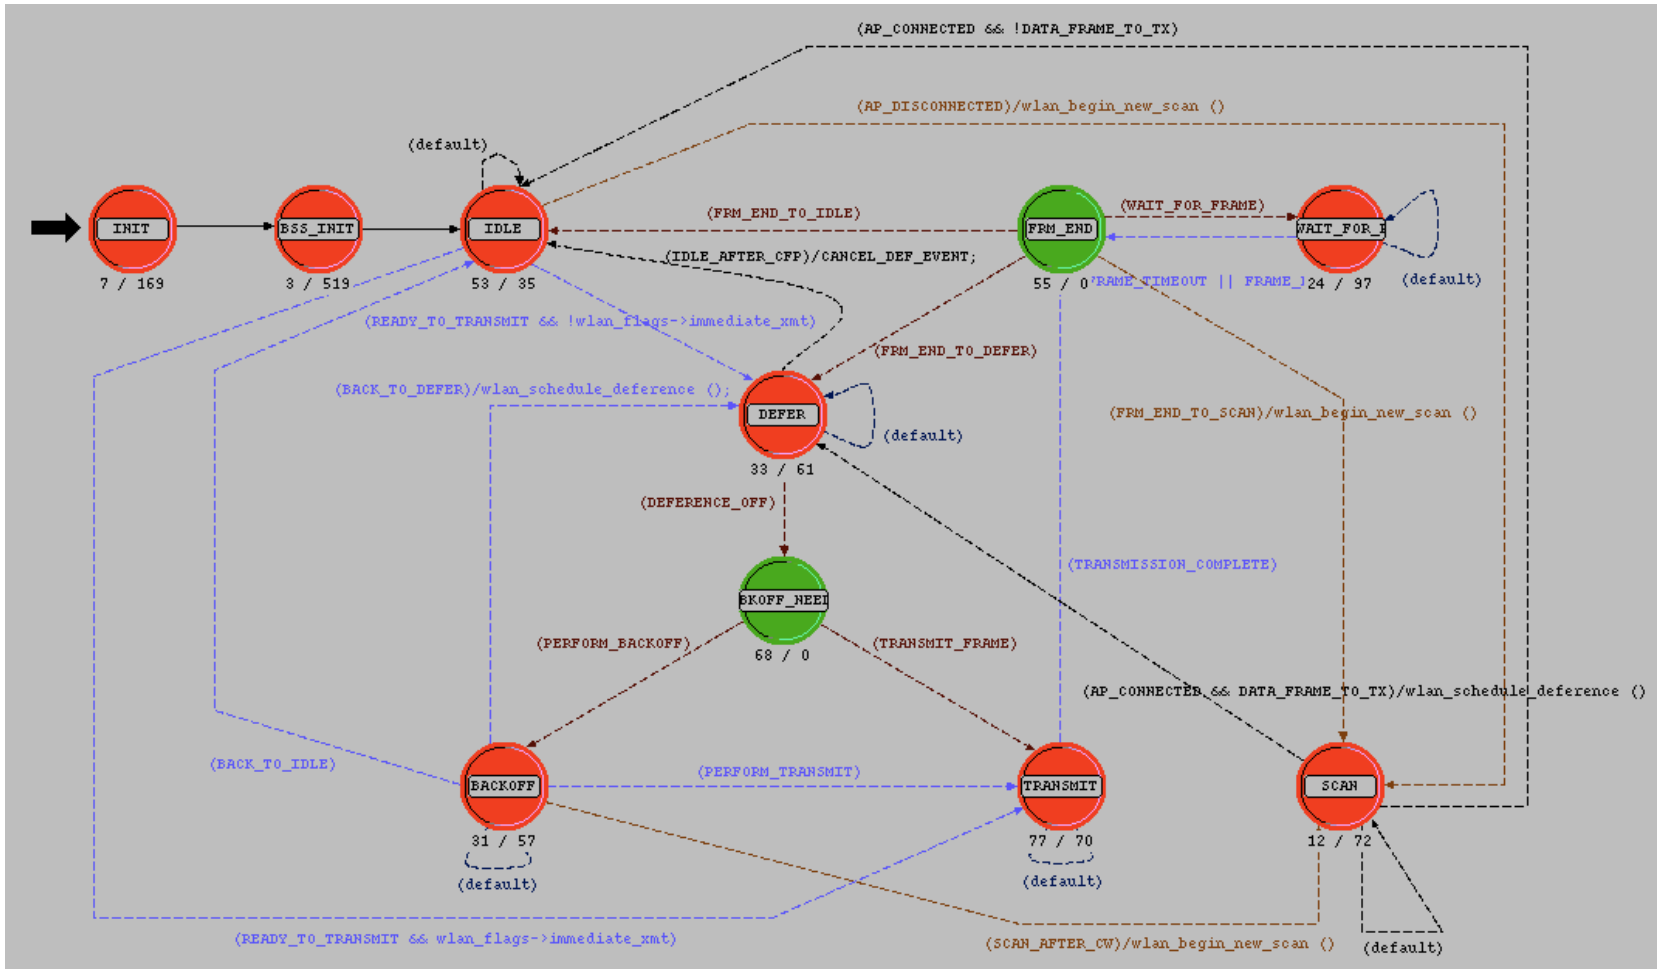 (AP_CONNECTED && !DATA_FRAME_TO_TX)
(AP_DISCONNECTED)/wlan_begin_new_scan ()
(default)
(FRM_END_TO_IDLE)
(WAIT_FOR_FRAME)
INIT
BSS_INIT
IDLE
FRM_END
WAIT_FOR_F
(IDLE_AFTER_CFP)/CANCEL_DEF_EVENT;
7 / 169
3 / 519
53 / 35
55 / 0
FRAME_TIMEOUT || FRAME_
24 / 97
(default)
(READY_TO_TRANSMIT && !wlan_flags->immediate_xmt)
(FRM_END_TO_DEFER)
(BACK_TO_DEFER)/wlan_schedule_deference ();
DEFER
(FRM_END_TO_SCAN)/wlan_begin_new_scan ()
(default)
33 / 61
(DEFERENCE_OFF)
(TRANSMISSION_COMPLETE)
BKOFF_NEED
(PERFORM_BACKOFF)
(TRANSMIT_FRAME)
68 / 0
(AP_CONNECTED && DATA_FRAME_TO_TX)/wlan_schedule_deference ()
(BACK_TO_IDLE)
(PERFORM_TRANSMIT)
BACKOFF
TRANSMIT
SCAN
31 / 57
77 / 70
12 / 72
(default)
(default)
(READY_TO_TRANSMIT && wlan_flags->immediate_xmt)
(SCAN_AFTER_CW)/wlan_begin_new_scan ()
(default)